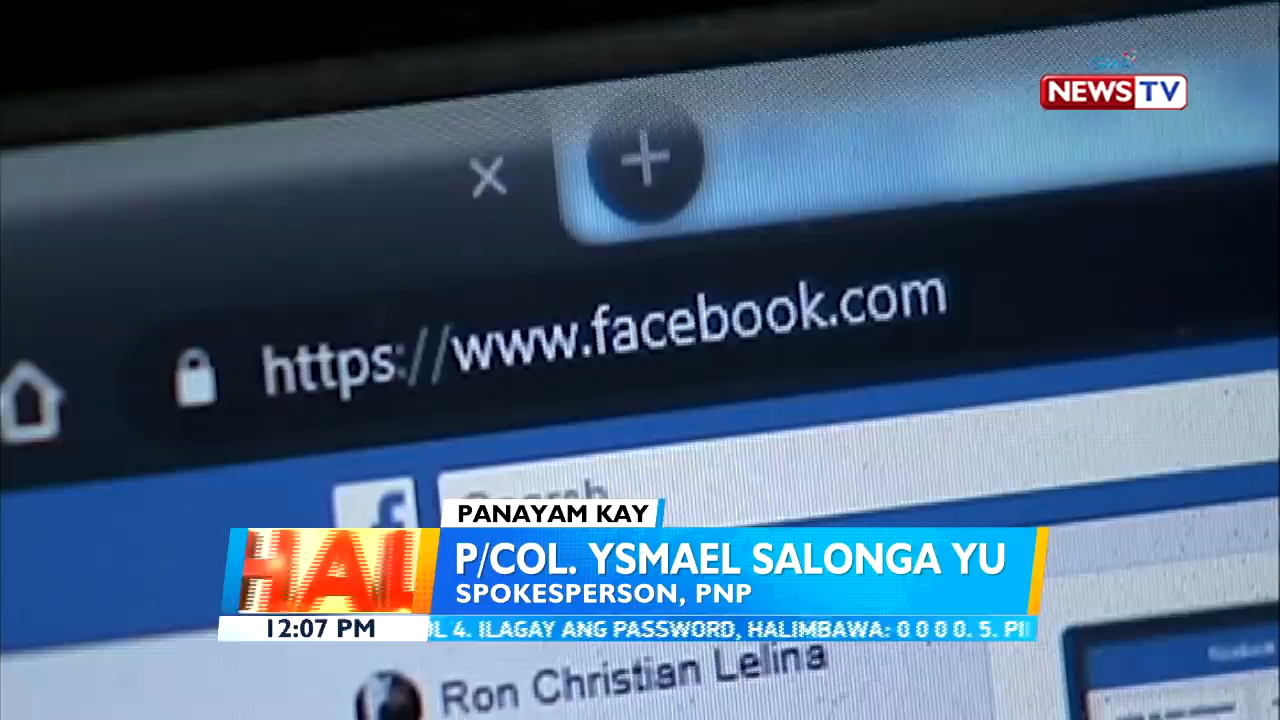 NEWS TV
https://www.facebook.com
Search
PANAYAM KAY
P/COL. YSMAEL SALONGA YU
SPOKESPERSON, PNP
12:07 PM
4. ILAGAY ANG PASSWORD, HALIMBAWA: 0 0 0 0. 5.
Ron Christian Lelina